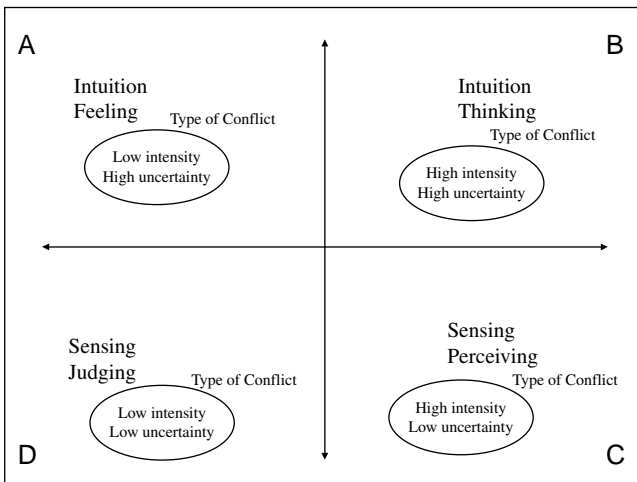 A
Intuition
Feeling
Type of Conflict
Low intensity
High uncertainty
B
Intuition
Thinking
Type of Conflict
High intensity
High uncertainty
Sensing
Judging
Type of Conflict
Low intensity
Low uncertainty
D
Sensing
Perceiving
Type of Conflict
High intensity
Low uncertainty
C